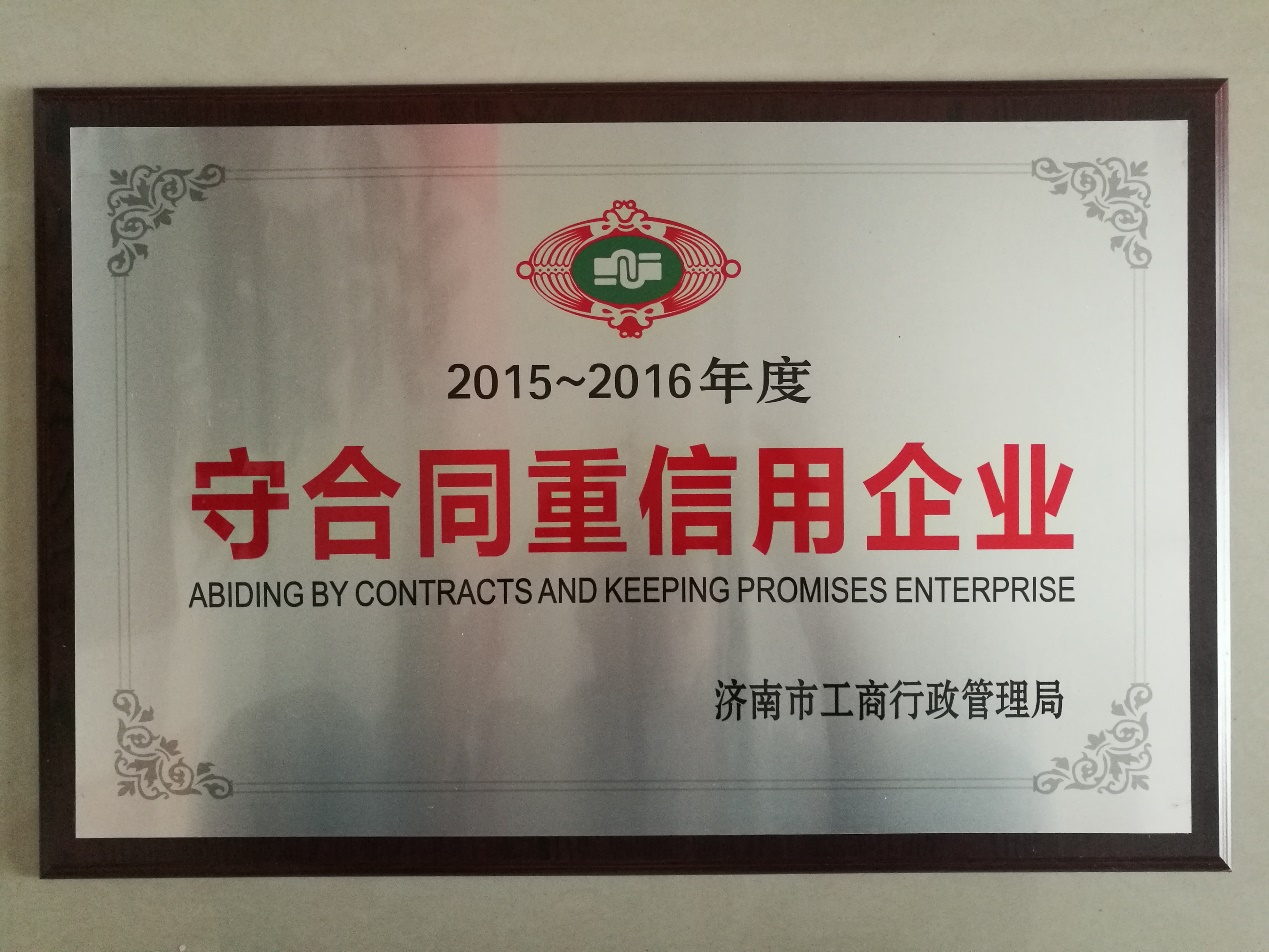 2015~2016年度
守合同重信用企业
ABIDING BY CONTRACTS AND KEEPING PROMISES ENTERPRISE
济南市工商行政管理局